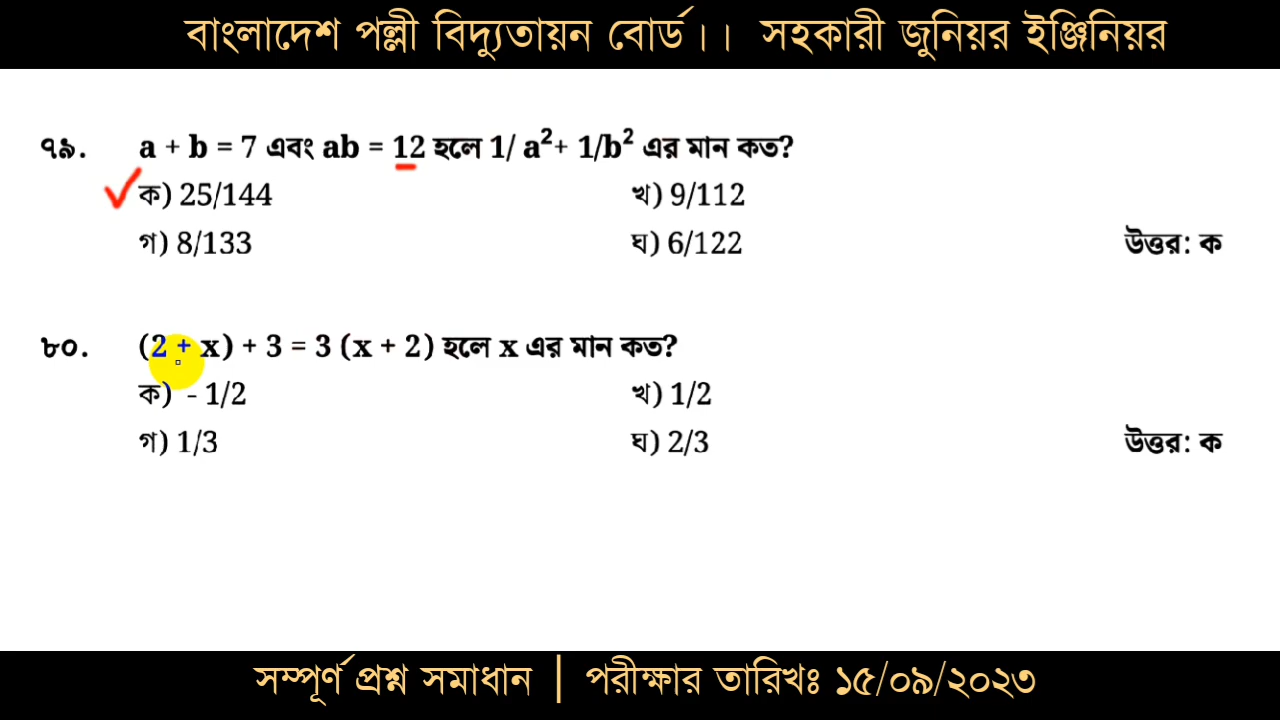 বাংলাদেশ পল্লী বিদ্যুতায়ন বোর্ড।। সহকারী জুনিয়র ইঞ্জিনিয়র
৭৯. a + b = 7 এবং ab = 12 হলে 1/ a²+ 1/b² এর মান কত?
ক) 25/144 খ) 9/112
গ) 8/133 ঘ) 6/122 উত্তর: ক
৮০. (2 + x) + 3 = 3 (x + 2) হলে x এর মান কত?
ক) - 1/2 খ) 1/2
গ) 1/3 ঘ) 2/3 উত্তর: ক
সম্পূর্ণ প্রশ্ন সমাধান | পরীক্ষার তারিখঃ ১৫/০৯/২০২৩